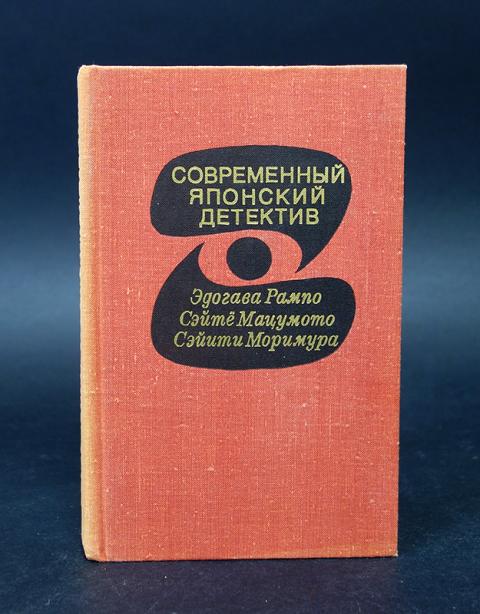 СОВРЕМЕННЫЙ
ЯПОНСКИЙ
ДЕТЕКТИВ
Эдогава Рампо
Сэйтё Мацумото
Сэйити Моримура